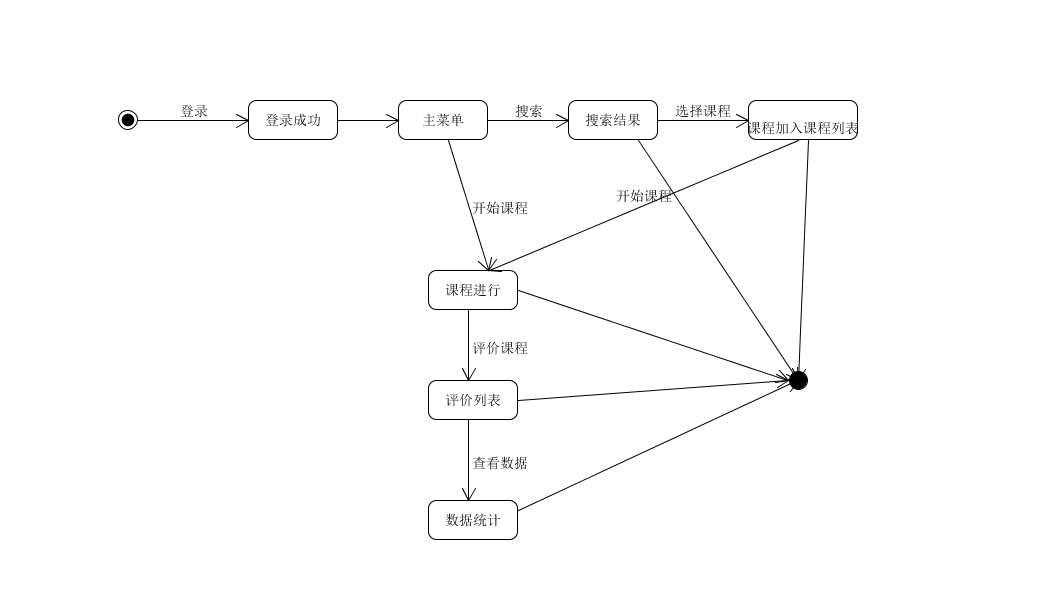 登录
登录成功
主菜单
搜索
搜索结果
选择课程
课程加入课程列表
开始课程
开始课程
课程进行
评价课程
评价列表
查看数据
数据统计